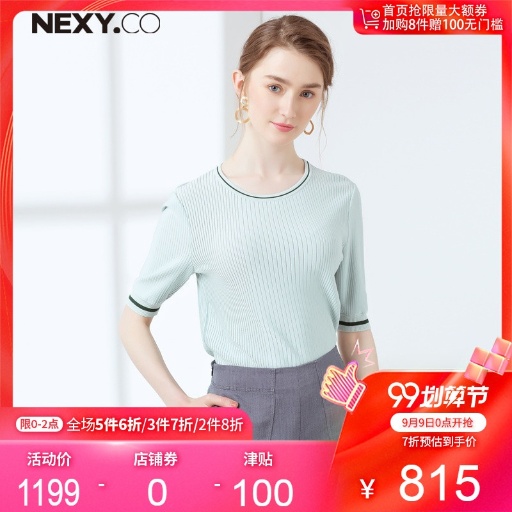 NEXY.CO
首页抢限量大额券
加购8件赠100无门槛
99划算节
限0-2点 全场5件6折/3件7折/2件8折
9月9日0点开抢
7折预估到手价
活动价 店铺券 津贴
1199 - 0 - 100
¥ 815